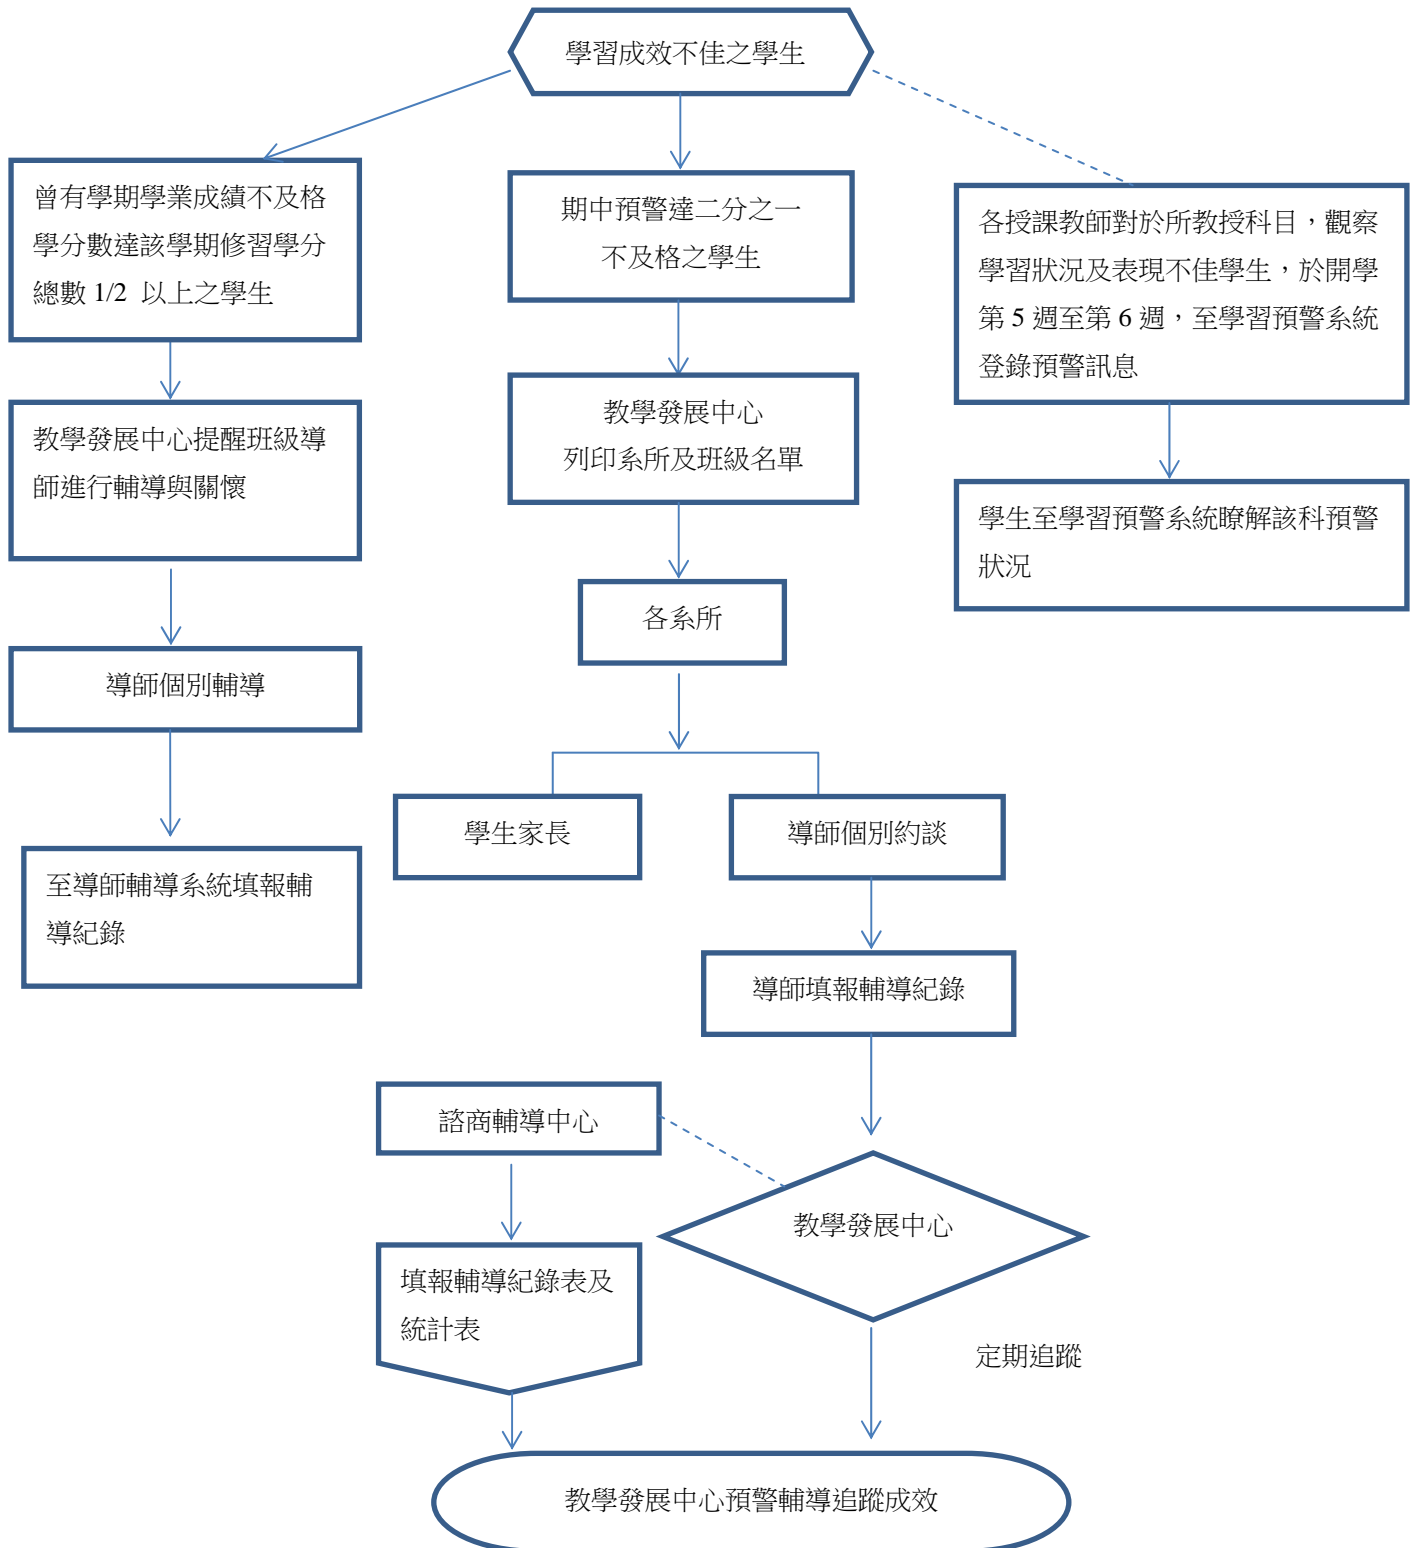 學習成效不佳之學生
曾有學期學業成績不及格
學分數達該學期修習學分
總數 1/2 以上之學生
期中預警達二分之一
不及格之學生
各授課教師對於所教授科目，觀察
學習狀況及表現不佳學生，於開學
第 5 週至第 6 週，至學習預警系統
登錄預警訊息
教學發展中心提醒班級導
師進行輔導與關懷
教學發展中心
列印系所及班級名單
學生至學習預警系統瞭解該科預警
狀況
各系所
導師個別輔導
學生家長
導師個別約談
至導師輔導系統填報輔
導紀錄
導師填報輔導紀錄
諮商輔導中心
教學發展中心
填報輔導紀錄表及
統計表
定期追蹤
教學發展中心預警輔導追蹤成效